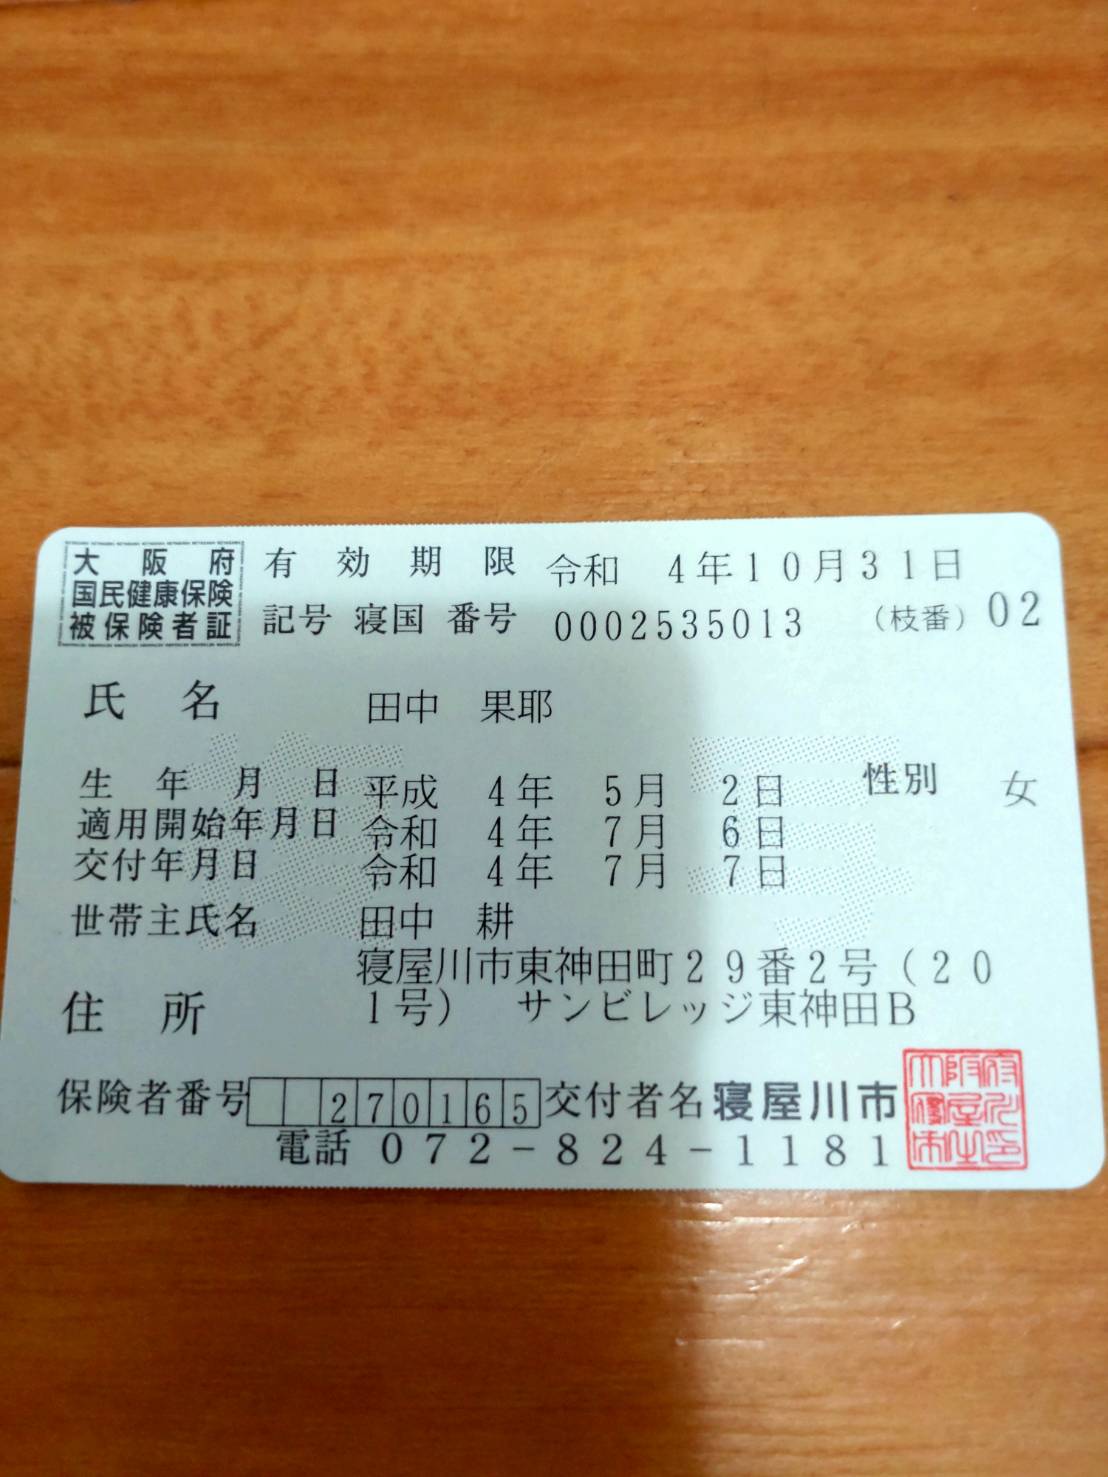 大阪府
国民健康保険
被保険者証
有効期限 令和 4年10月31日
記号 寝国 番号 0002535013 (枝番) 02
氏名 田中 果耶
生年月日 平成 4年 5月 2日 性別 女
適用開始年月日 令和 4年 7月 6日
交付年月日 令和 4年 7月 7日
世帯主氏名 田中 耕
寝屋川市東神田町29番2号(20
住所 1号) サンビレッジ東神田B
保険者番号 270165 交付者名 寝屋川市
電話 072-824-1181